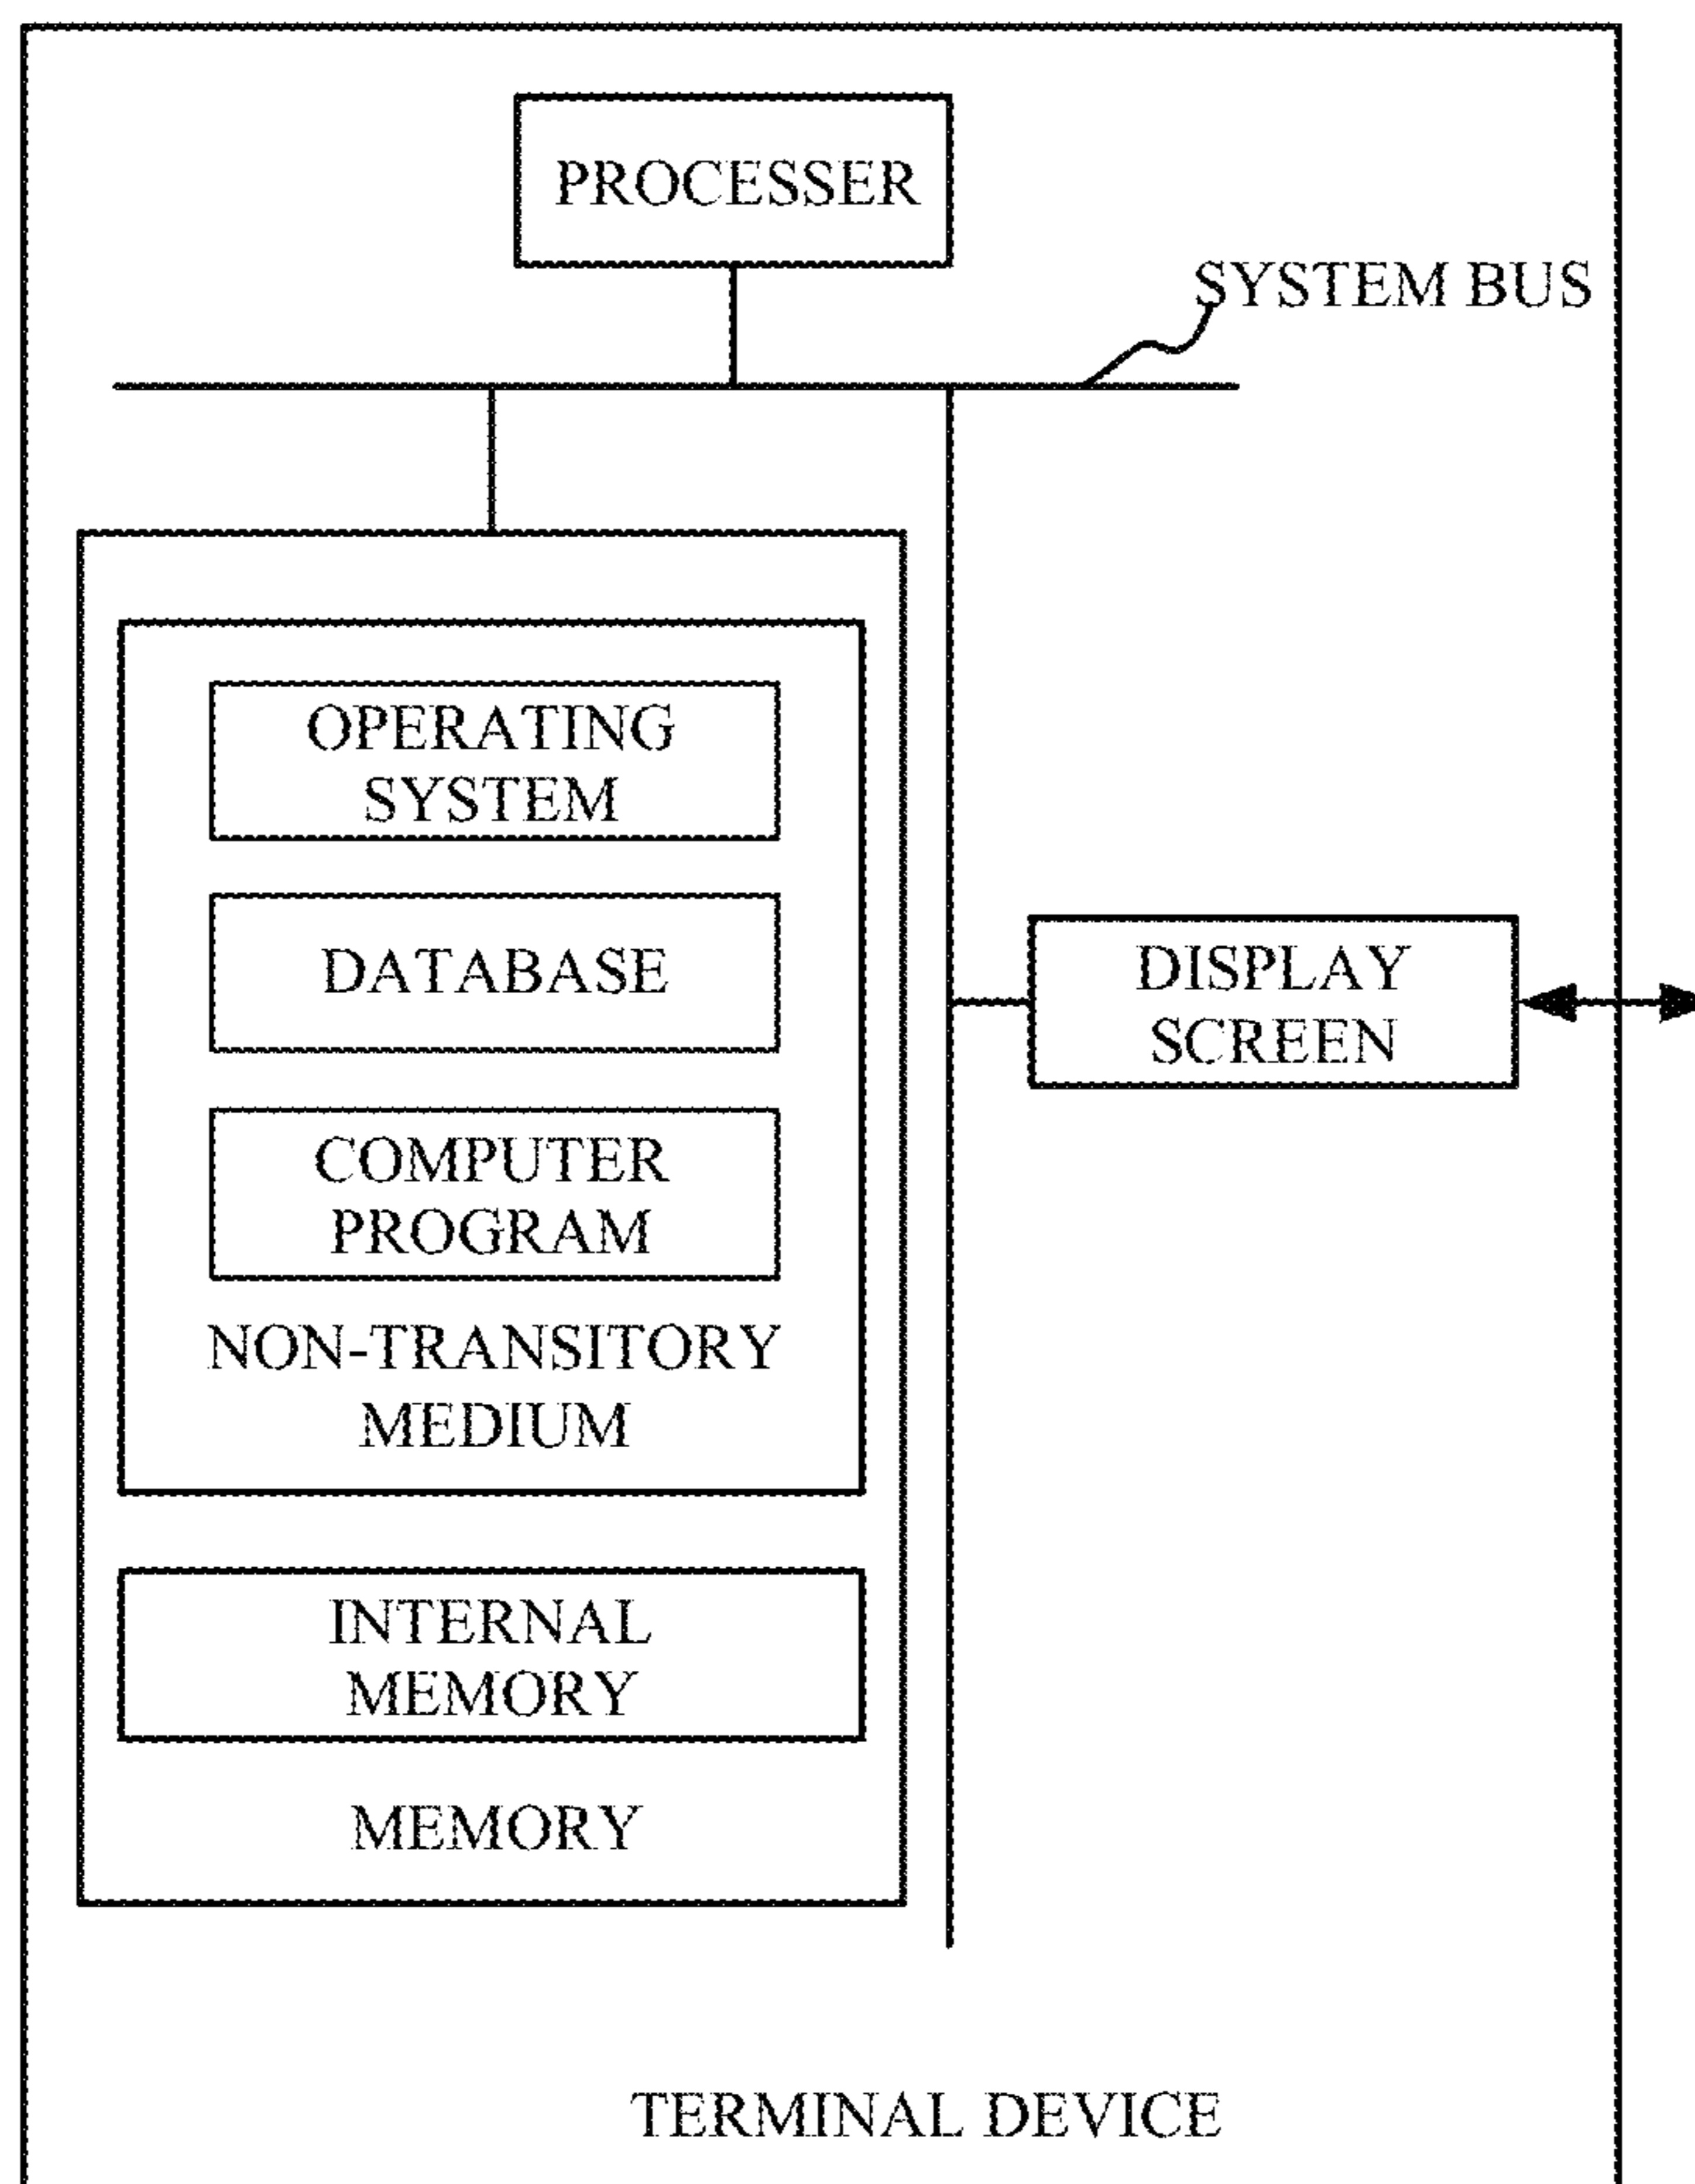 PROCESSER
SYSTEM BUS
OPERATING
SYSTEM
DATABASE
COMPUTER
PROGRAM
NON-TRANSITORY
MEDIUM
INTERNAL
MEMORY
MEMORY
DISPLAY
SCREEN
TERMINAL DEVICE